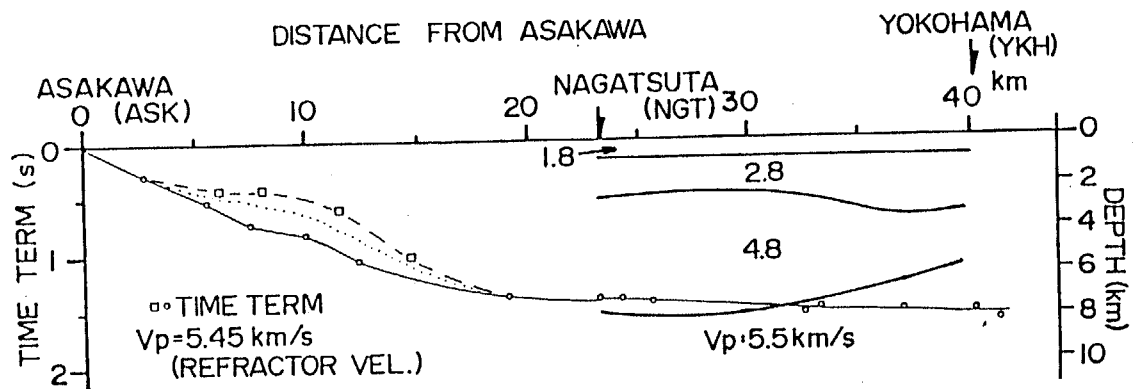 DISTANCE FROM ASAKAWA
YOKOHAMA
(YKH)
km
ASAKAWA
(ASK)
NAGATSUTA
(NGT)
0 10 20 30 40
TIME TERM (s)
0
1
2
DEPTH (km)
0
2
4
6
8
10
1.8
2.8
4.8
□○ TIME TERM
Vp=5.45 km/s
(REFRACTOR VEL.)
Vp:5.5 km/s